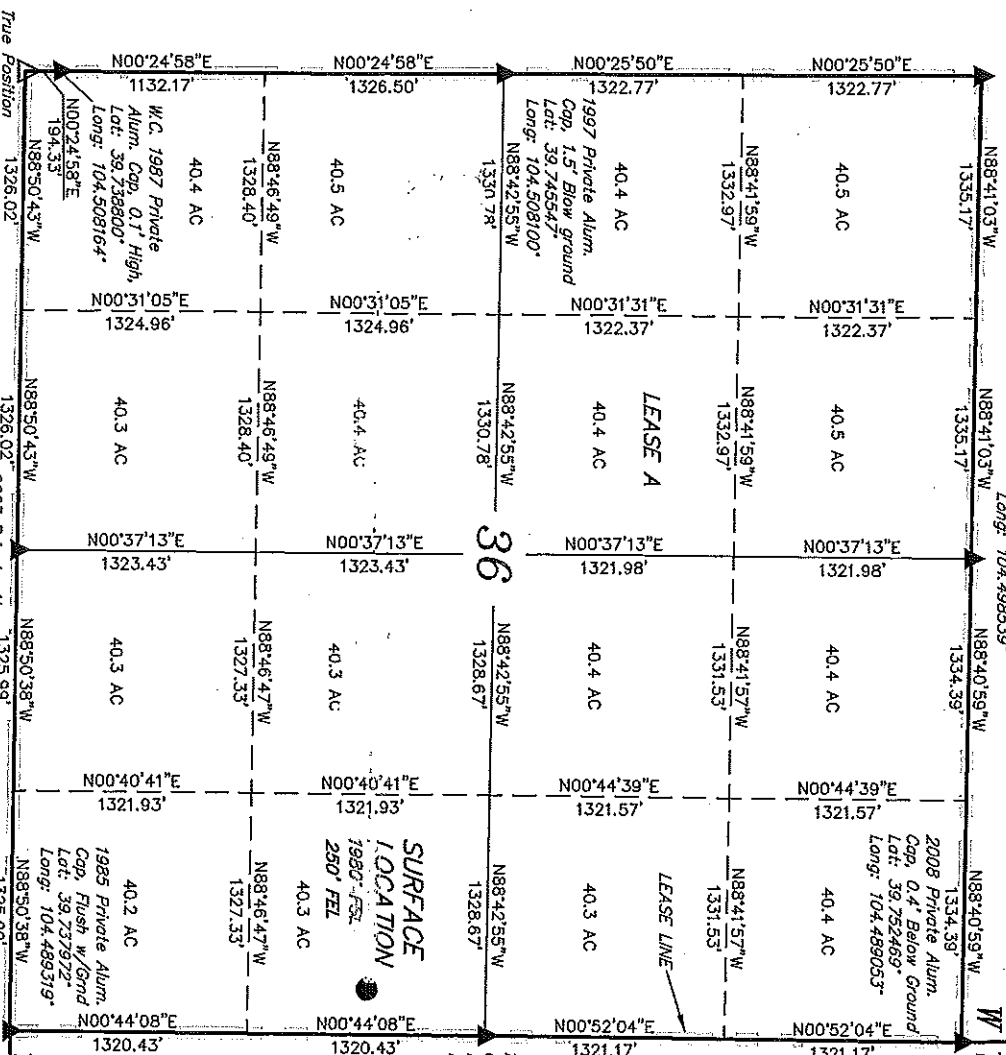 Long: 104.498539°
W
N88°41'03"W
1335.17'
N88°41'03"W
1335.17'
N88°40'59"W
1334.39'
N88°40'59"W
1334.39'
N00°25'50"E
1322.77'
40.5 AC
N00°31'31"E
1322.37'
40.5 AC
N00°37'13"E
1321.98'
40.4 AC
N00°44'39"E
1321.57'
2008 Private Alum.
Cap, 0.4' Below Ground
Lat: 39.752469°
Long: 104.489053°
40.4 AC
N00°52'04"E
1321.17'
N88°41'59"W
1332.97'
N88°41'59"W
1332.97'
N88°41'57"W
1331.53'
N88°41'57"W
1331.53'
N00°25'50"E
1322.77'
40.4 AC
1997 Private Alum.
Cap, 1.5' Below ground
Lat: 39.745547°
Long: 104.508100°
N00°31'31"E
1322.37'
LEASE A
40.4 AC
N00°37'13"E
1321.98'
40.4 AC
N00°44'39"E
1321.57'
40.3 AC
LEASE LINE
N00°52'04"E
1321.17'
N88°42'55"W
1330.78'
N88°42'55"W
1330.78'
36
N88°42'55"W
1328.67'
N88°42'55"W
1328.67'
N00°24'58"E
1326.50'
40.5 AC
N00°31'05"E
1324.96'
40.4 AC
N00°37'13"E
1323.43'
40.3 AC
N00°40'41"E
1321.93'
SURFACE
LOCATION
1980' FSL
250' FEL
40.3 AC
N00°44'08"E
1320.43'
N88°46'49"W
1328.40'
N88°46'49"W
1328.40'
N88°46'47"W
1327.33'
N88°46'47"W
1327.33'
N00°24'58"E
1132.17'
40.4 AC
W.C. 1987 Private
Alum. Cap, 0.1' High,
Lat: 39.738800°
Long: 104.508164°
N00°24'58"E
194.33'
N00°31'05"E
1324.96'
40.3 AC
N00°37'13"E
1323.43'
40.3 AC
N00°40'41"E
1321.93'
40.2 AC
1985 Private Alum.
Cap, Flush w/Grnd
Lat: 39.737972°
Long: 104.489319°
N00°44'08"E
1320.43'
N88°50'43"W
1326.02'
N88°50'43"W
1326.02'
N88°50'38"W
1325.99'
N88°50'38"W
True Position